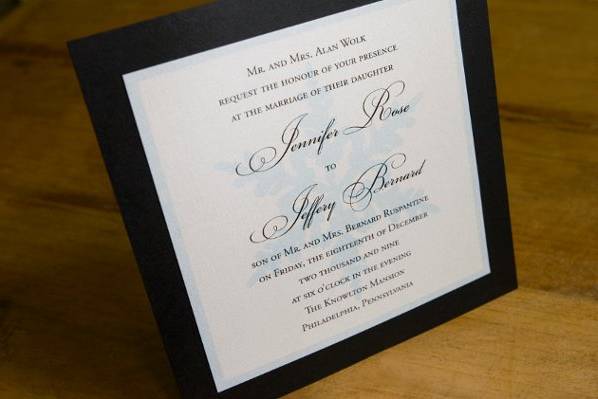 Mr. and Mrs. Alan Wolk
request the honour of your presence
at the marriage of their daughter
Jennifer Rose
to
Jeffery Bernard
son of Mr. and Mrs. Bernard Ruspantine
on Friday, the eighteenth of December
two thousand and nine
at six o'clock in the evening
The Knowlton Mansion
Philadelphia, Pennsylvania